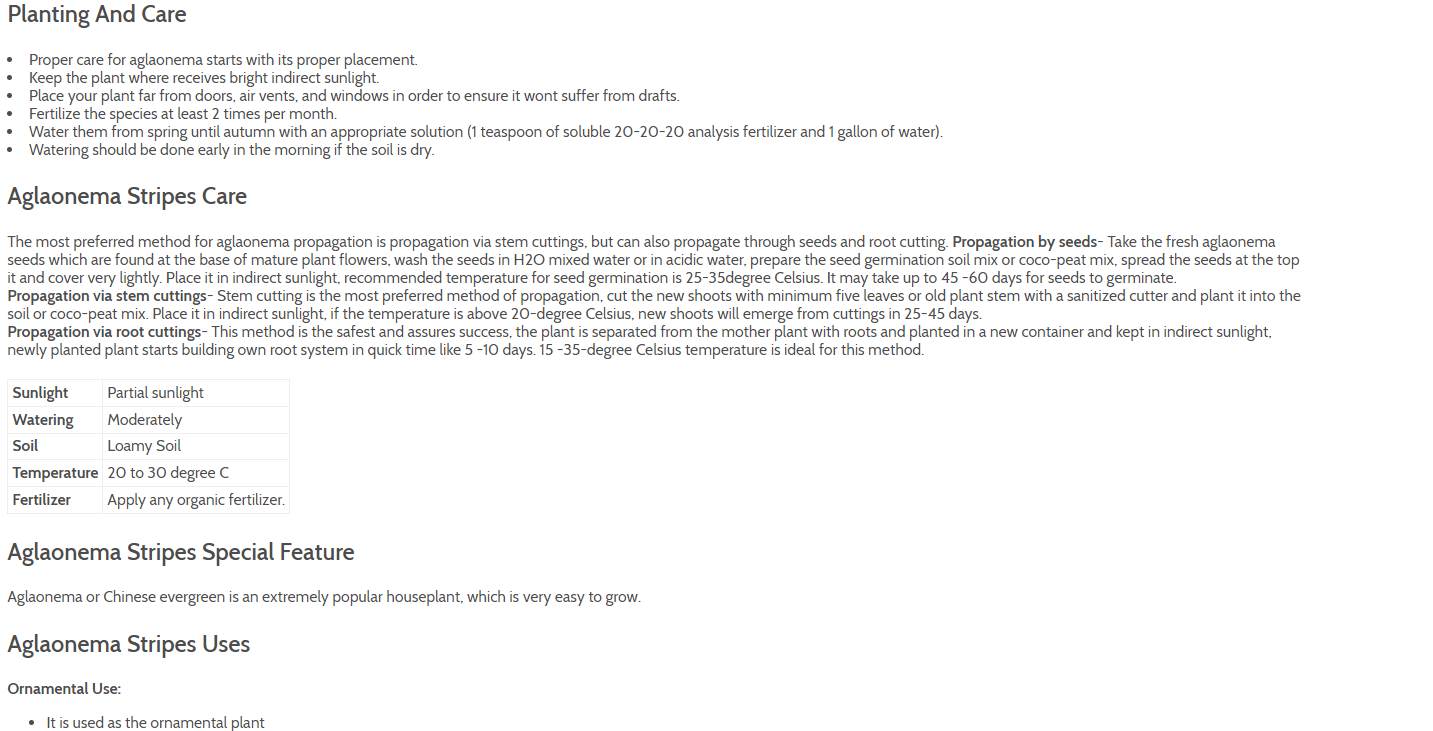 Planting And Care
• Proper care for aglaonema starts with its proper placement.
• Keep the plant where receives bright indirect sunlight.
• Place your plant far from doors, air vents, and windows in order to ensure it wont suffer from drafts.
• Fertilize the species at least 2 times per month.
• Water them from spring until autumn with an appropriate solution (1 teaspoon of soluble 20-20-20 analysis fertilizer and 1 gallon of water).
• Watering should be done early in the morning if the soil is dry.
Aglaonema Stripes Care
The most preferred method for aglaonema propagation is propagation via stem cuttings, but can also propagate through seeds and root cutting. Propagation by seeds- Take the fresh aglaonema
seeds which are found at the base of mature plant flowers, wash the seeds in H2O mixed water or in acidic water, prepare the seed germination soil mix or coco-peat mix, spread the seeds at the top
it and cover very lightly. Place it in indirect sunlight, recommended temperature for seed germination is 25-35degree Celsius. It may take up to 45 -60 days for seeds to germinate.
Propagation via stem cuttings- Stem cutting is the most preferred method of propagation, cut the new shoots with minimum five leaves or old plant stem with a sanitized cutter and plant it into the
soil or coco-peat mix. Place it in indirect sunlight, if the temperature is above 20-degree Celsius, new shoots will emerge from cuttings in 25-45 days.
Propagation via root cuttings- This method is the safest and assures success, the plant is separated from the mother plant with roots and planted in a new container and kept in indirect sunlight,
newly planted plant starts building own root system in quick time like 5 -10 days. 15 -35-degree Celsius temperature is ideal for this method.
Sunlight Partial sunlight
Watering Moderately
Soil Loamy Soil
Temperature 20 to 30 degree C
Fertilizer Apply any organic fertilizer.
Aglaonema Stripes Special Feature
Aglaonema or Chinese evergreen is an extremely popular houseplant, which is very easy to grow.
Aglaonema Stripes Uses
Ornamental Use:
• It is used as the ornamental plant